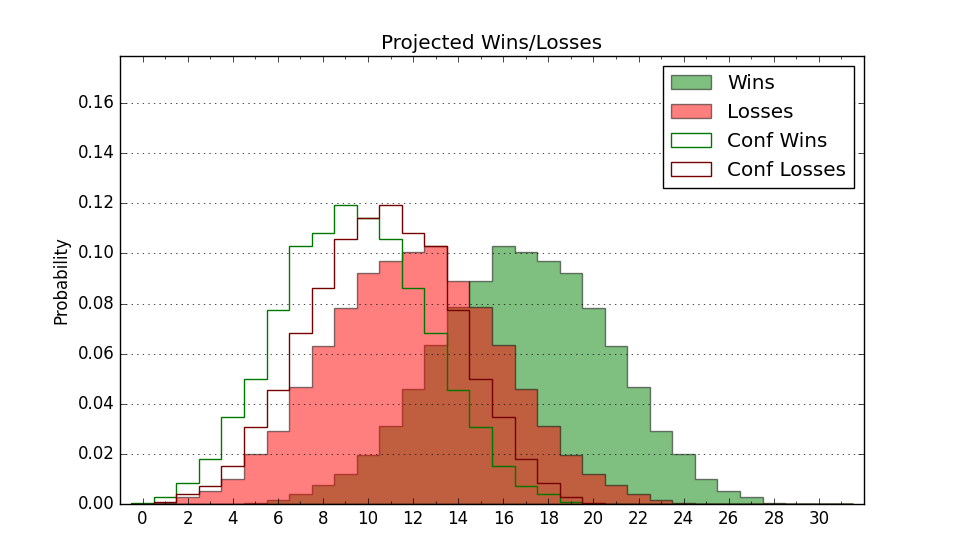 Projected Wins/Losses
Wins
Losses
Conf Wins
Conf Losses
Probability
0.16
0.14
0.12
0.10
0.08
0.06
0.04
0.02
0.00
0 2 4 6 8 10 12 14 16 18 20 22 24 26 28 30